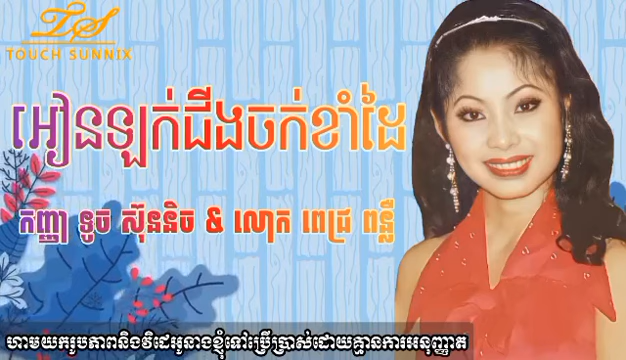 TS
TOUCH SUNNIX
អៀនឡក់ជីងចក់ខាំដៃ
កញ្ញា ទូច ស៊ុននិច & លោក ពេជ្រ ពន្លឺ
ហាមយករូបភាពនិងវិដេអូនាងខ្ញុំទៅប្រើប្រាស់ដោយគ្មានការអនុញ្ញាត